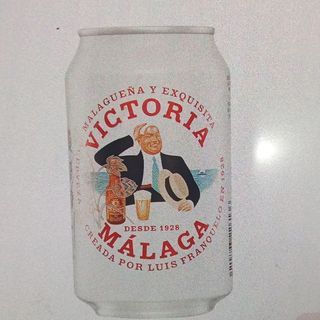 MALAGUEÑA Y EXQUISITA
VICTORIA
DESDE 1928
MÁLAGA
CREADA POR LUIS FRANQUELO EN 1928